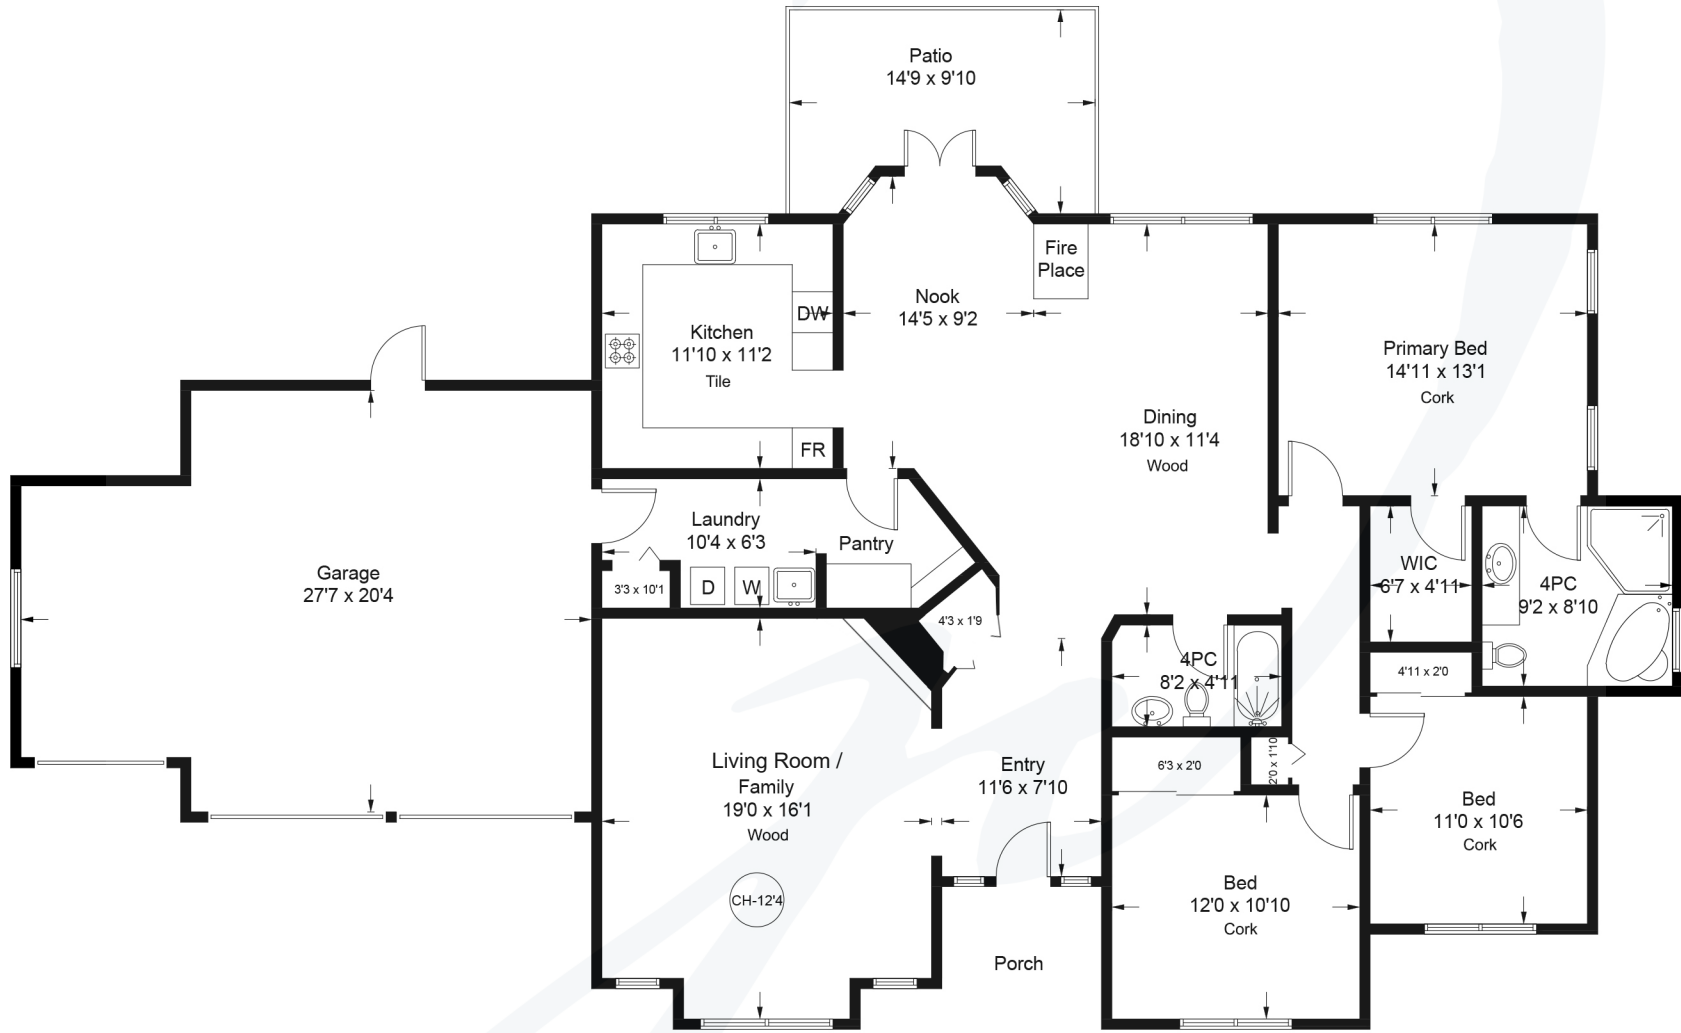 Patio
14'9 x 9'10
Fire
Place
Nook
14'5 x 9'2
DW
Kitchen
11'10 x 11'2
Tile
FR
Primary Bed
14'11 x 13'1
Cork
Dining
18'10 x 11'4
Wood
Laundry
10'4 x 6'3
Pantry
Garage
27'7 x 20'4
3'3 x 10'1
D
W
WIC
6'7 x 4'11
4PC
9'2 x 8'10
4'3 x 1'9
4PC
8'2 x 4'11
4'11 x 2'0
Living Room /
Family
19'0 x 16'1
Wood
Entry
11'6 x 7'10
6'3 x 2'0
2'0 x 1'10
Bed
11'0 x 10'6
Cork
CH-12'4
Bed
12'0 x 10'10
Cork
Porch